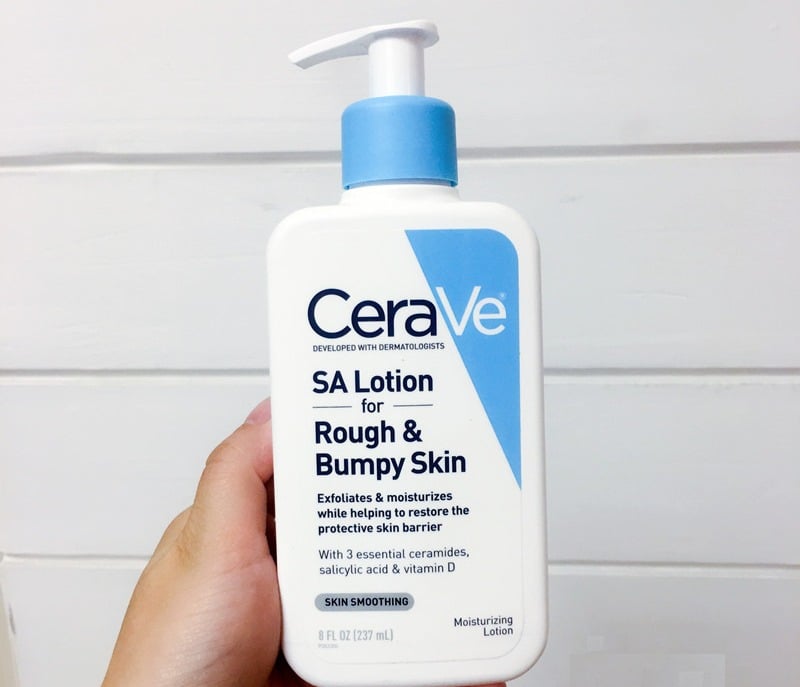 CeraVe®
DEVELOPED WITH DERMATOLOGISTS
SA Lotion
for
Rough &
Bumpy Skin
Exfoliates & moisturizes
while helping to restore the
protective skin barrier
With 3 essential ceramides,
salicylic acid & vitamin D
SKIN SMOOTHING
8 FL OZ (237 mL)
Moisturizing
Lotion